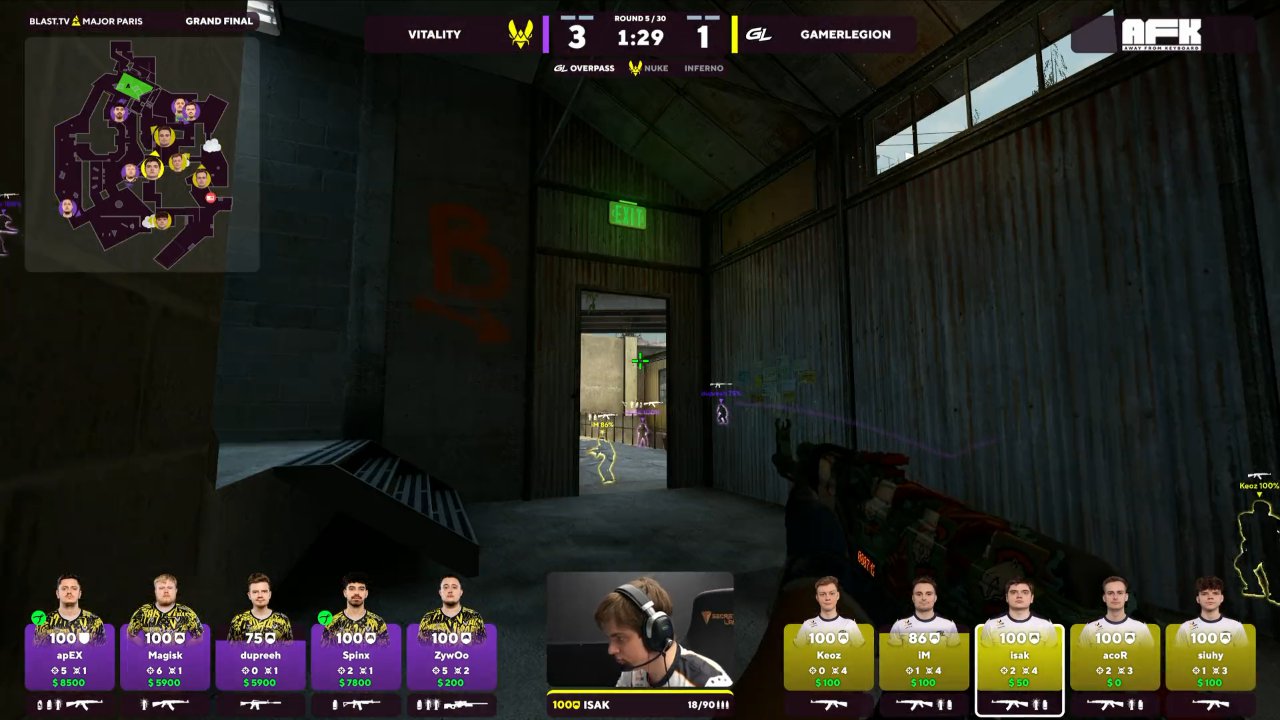 BLAST.TV MAJOR PARIS GRAND FINAL
VITALITY 3 ROUND 5 / 30 1:29 1 GL GAMERLEGION
AFK
AWAY FROM KEYBOARD
GL OVERPASS NUKE INFERNO
EXIT
B
iM 86%
Keoz 100%
100 100 75 100 100
apEX Magisk dupreeh Spinx ZywOo
5 1 6 1 0 1 2 1 5 2
$8500 $5900 $5900 $7800 $200
100 86 100 100 100
Keoz iM isak acoR siuhy
0 4 1 4 2 4 2 3 1 3
$100 $100 $50 $0 $100
100 ISAK 18/90